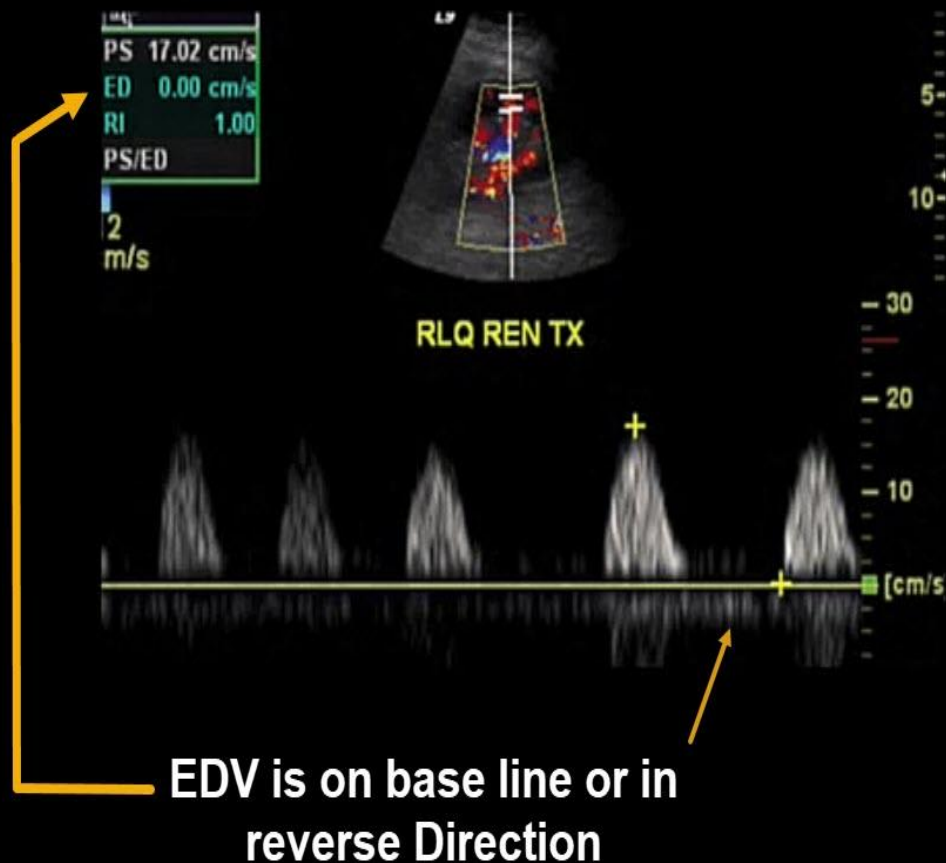 PS 17.02 cm/s
ED 0.00 cm/s
RI 1.00
PS/ED
2
m/s
5-
10-
RLQ REN TX
30
20
10
[cm/s
EDV is on base line or in
reverse Direction